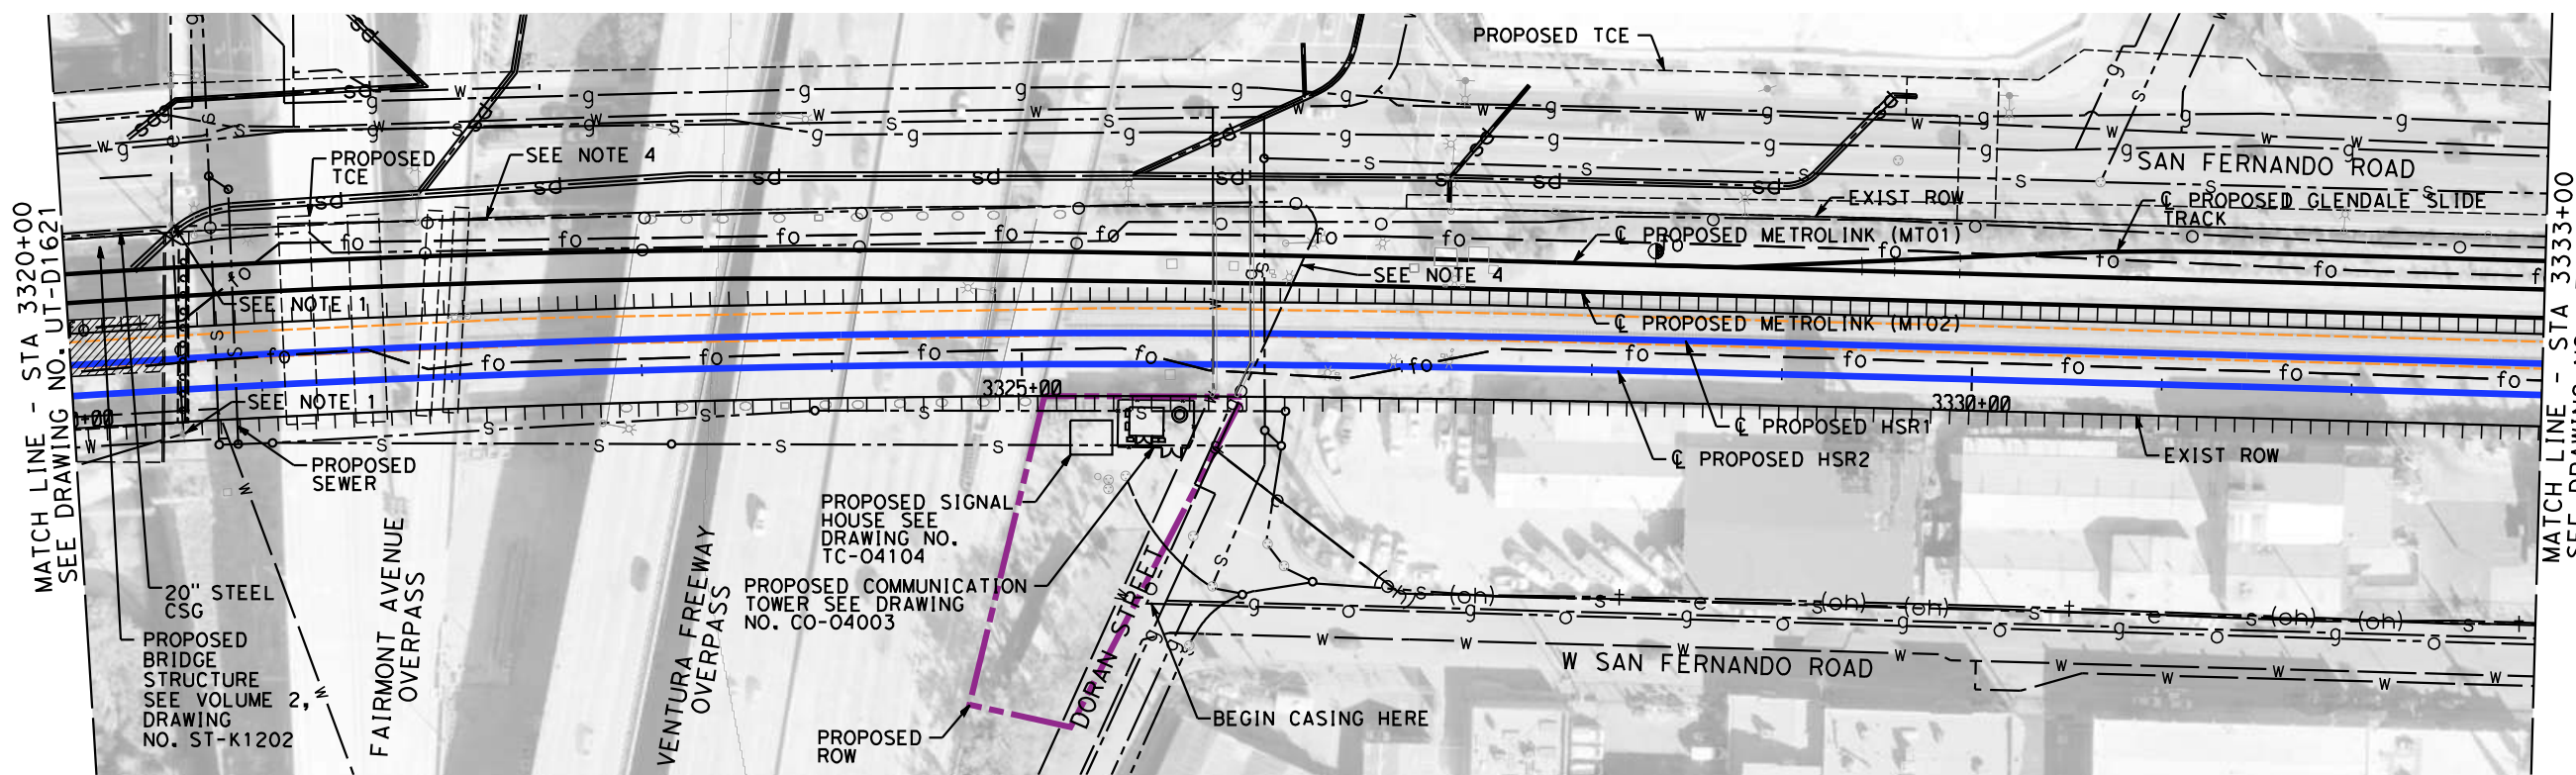 PROPOSED TCE
PROPOSED
TCE
SEE NOTE 4
SAN FERNANDO ROAD
EXIST ROW
℄ PROPOSED GLENDALE SLIDE
TRACK
℄ PROPOSED METROLINK (MT01)
SEE NOTE 4
SEE NOTE 1
℄ PROPOSED METROLINK (MT02)
MATCH LINE - STA 3320+00
SEE DRAWING NO. UT-D1621
MATCH LINE - STA 3333+00
3325+00
3330+00
SEE NOTE 1
℄ PROPOSED HSR1
℄ PROPOSED HSR2
EXIST ROW
PROPOSED
SEWER
PROPOSED SIGNAL
HOUSE SEE
DRAWING NO.
TC-04104
PROPOSED COMMUNICATION
TOWER SEE DRAWING
NO. CO-04003
20" STEEL
CSG
PROPOSED
BRIDGE
STRUCTURE
SEE VOLUME 2,
DRAWING
NO. ST-K1202
FAIRMONT AVENUE
OVERPASS
VENTURA FREEWAY
OVERPASS
DORAN STREET
W SAN FERNANDO ROAD
BEGIN CASING HERE
PROPOSED
ROW